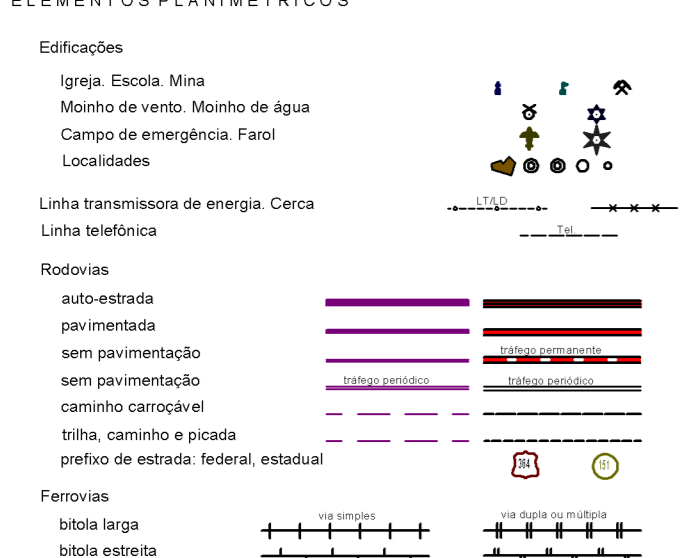 ELEMENTOS PLANIMÉTRICOS
Edificações
Igreja. Escola. Mina
Moinho de vento. Moinho de água
Campo de emergência. Farol
Localidades
Linha transmissora de energia. Cerca
LT/LD
Linha telefônica
Tel.
Rodovias
auto-estrada
pavimentada
sem pavimentação
tráfego permanente
sem pavimentação
tráfego periódico
tráfego periódico
caminho carroçável
trilha, caminho e picada
prefixo de estrada: federal, estadual
364
151
Ferrovias
bitola larga
via simples
via dupla ou múltipla
bitola estreita